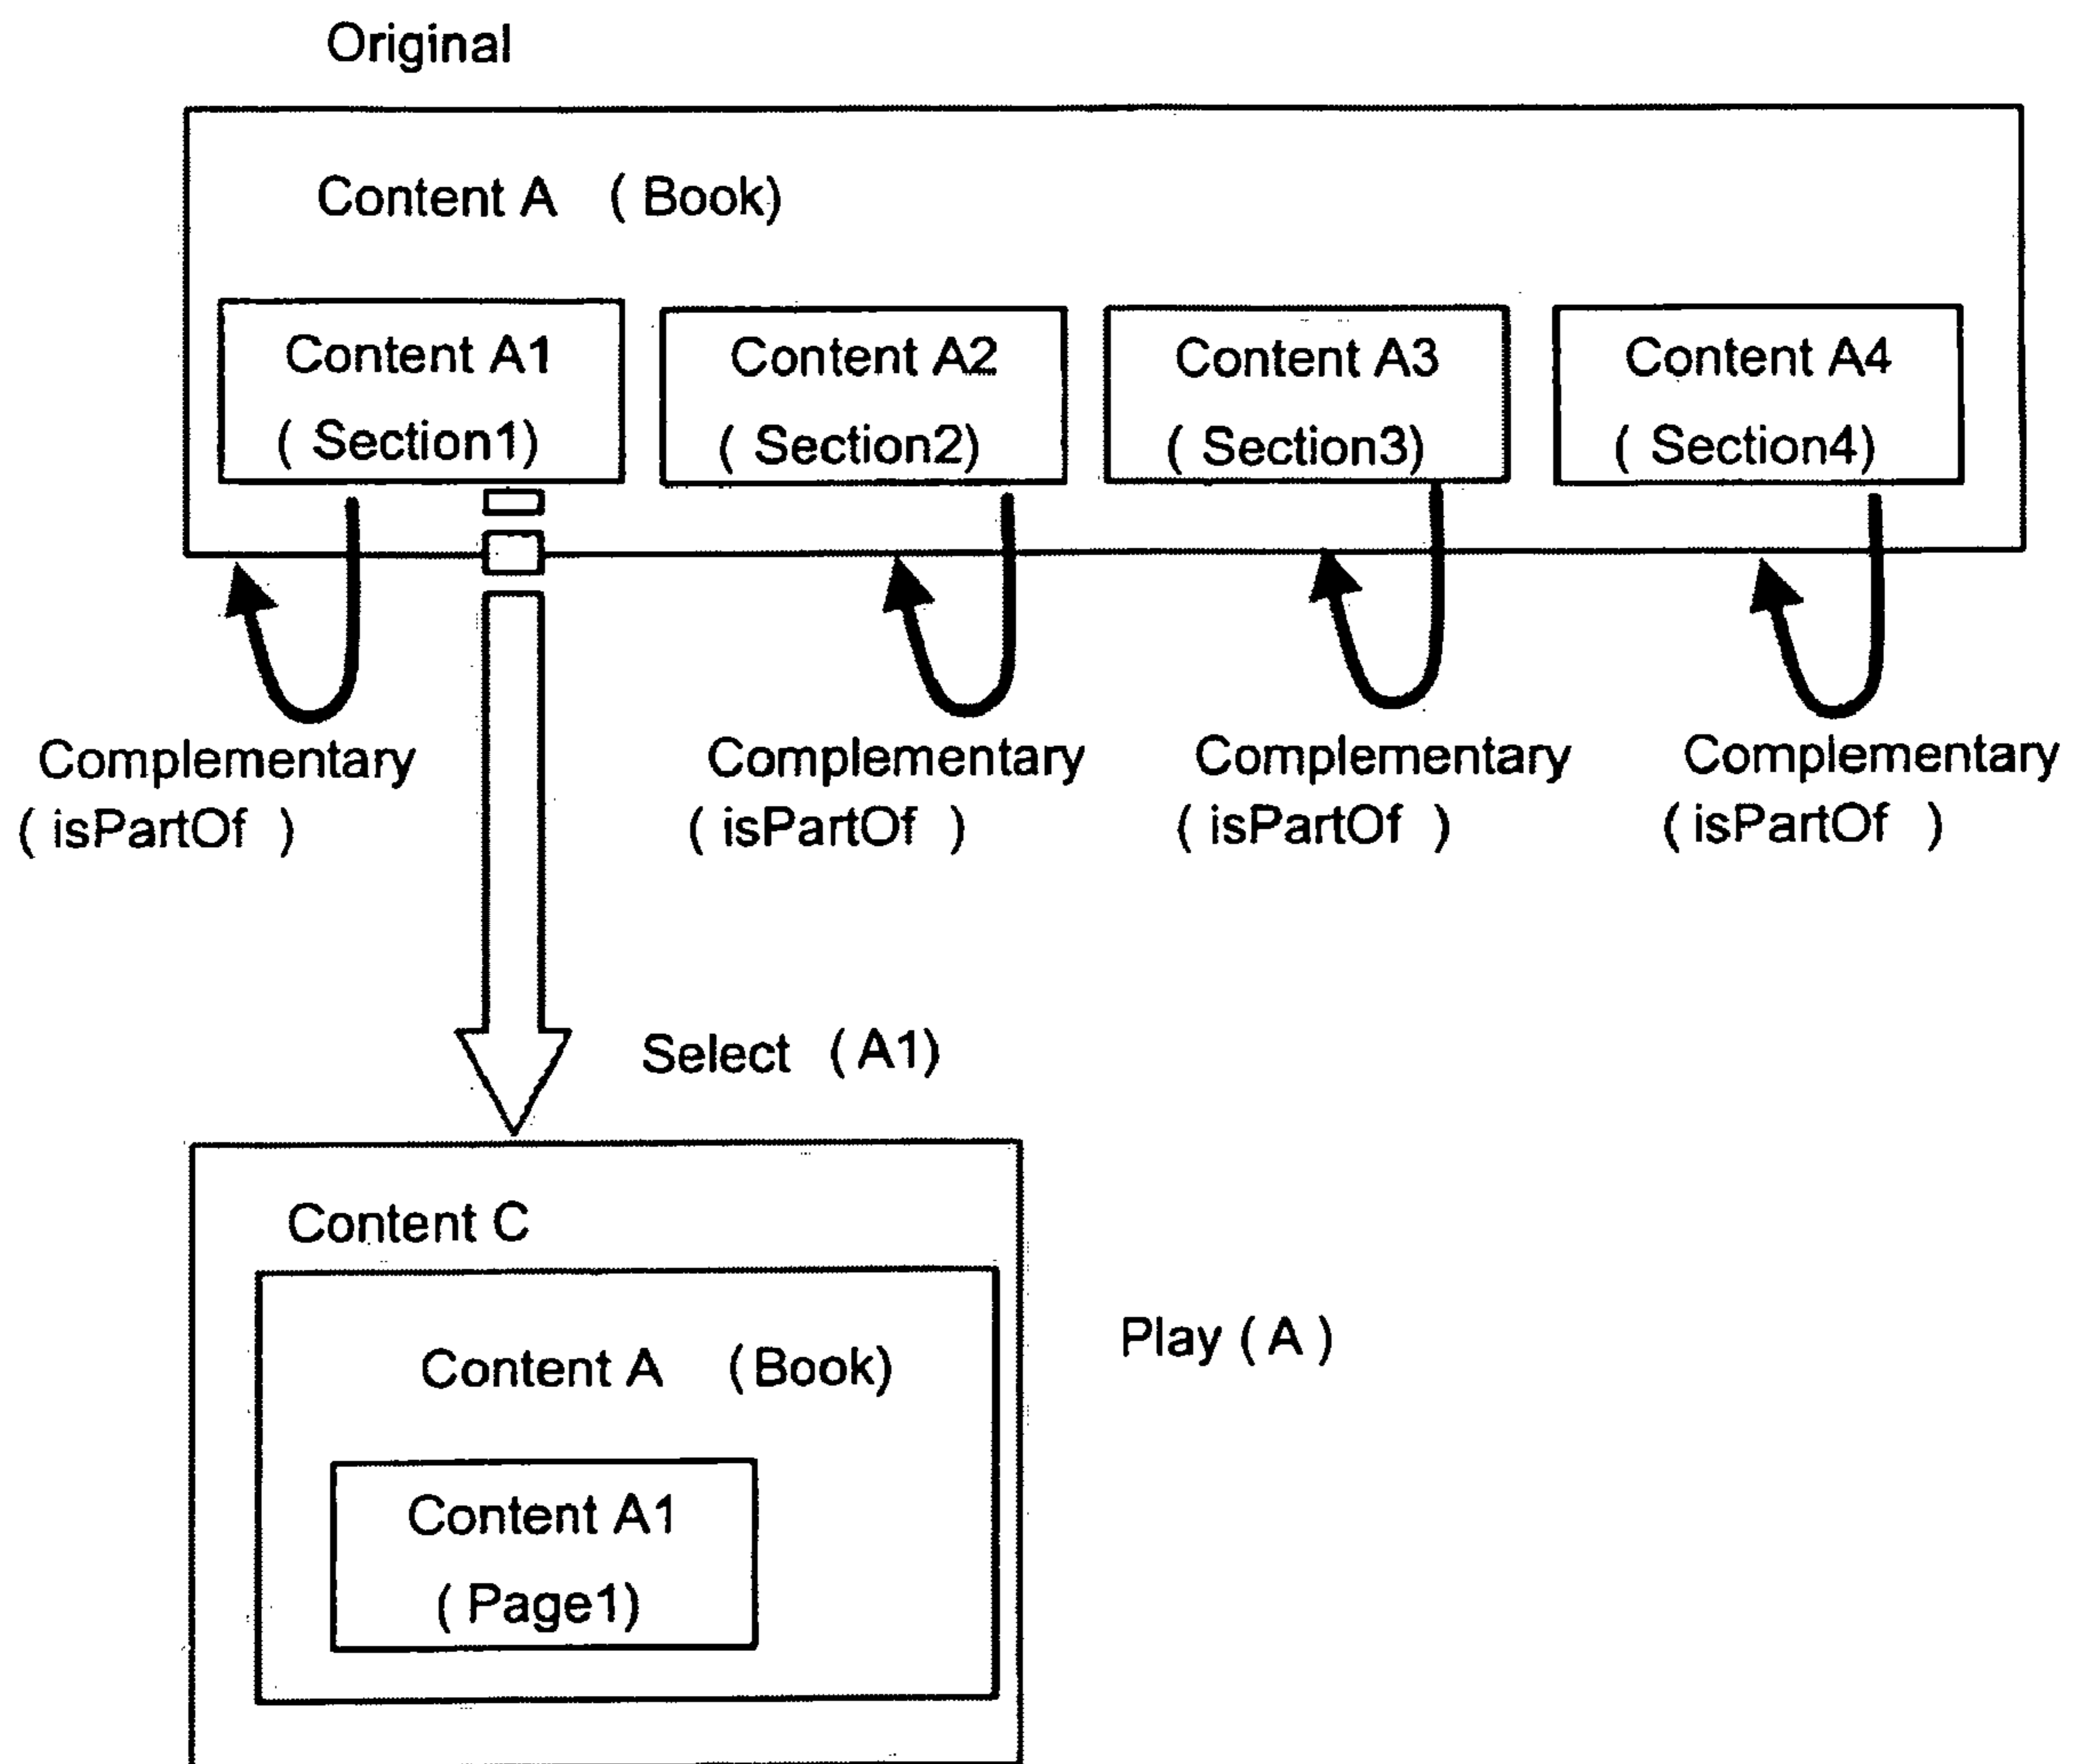 Original
Content A ( Book)
Content A1
( Section1)
Content A2
( Section2)
Content A3
( Section3)
Content A4
( Section4)
Complementary
( isPartOf )
Complementary
( isPartOf )
Complementary
( isPartOf )
Complementary
( isPartOf )
Select ( A1)
Content C
Content A ( Book)
Content A1
( Page1)
Play ( A )